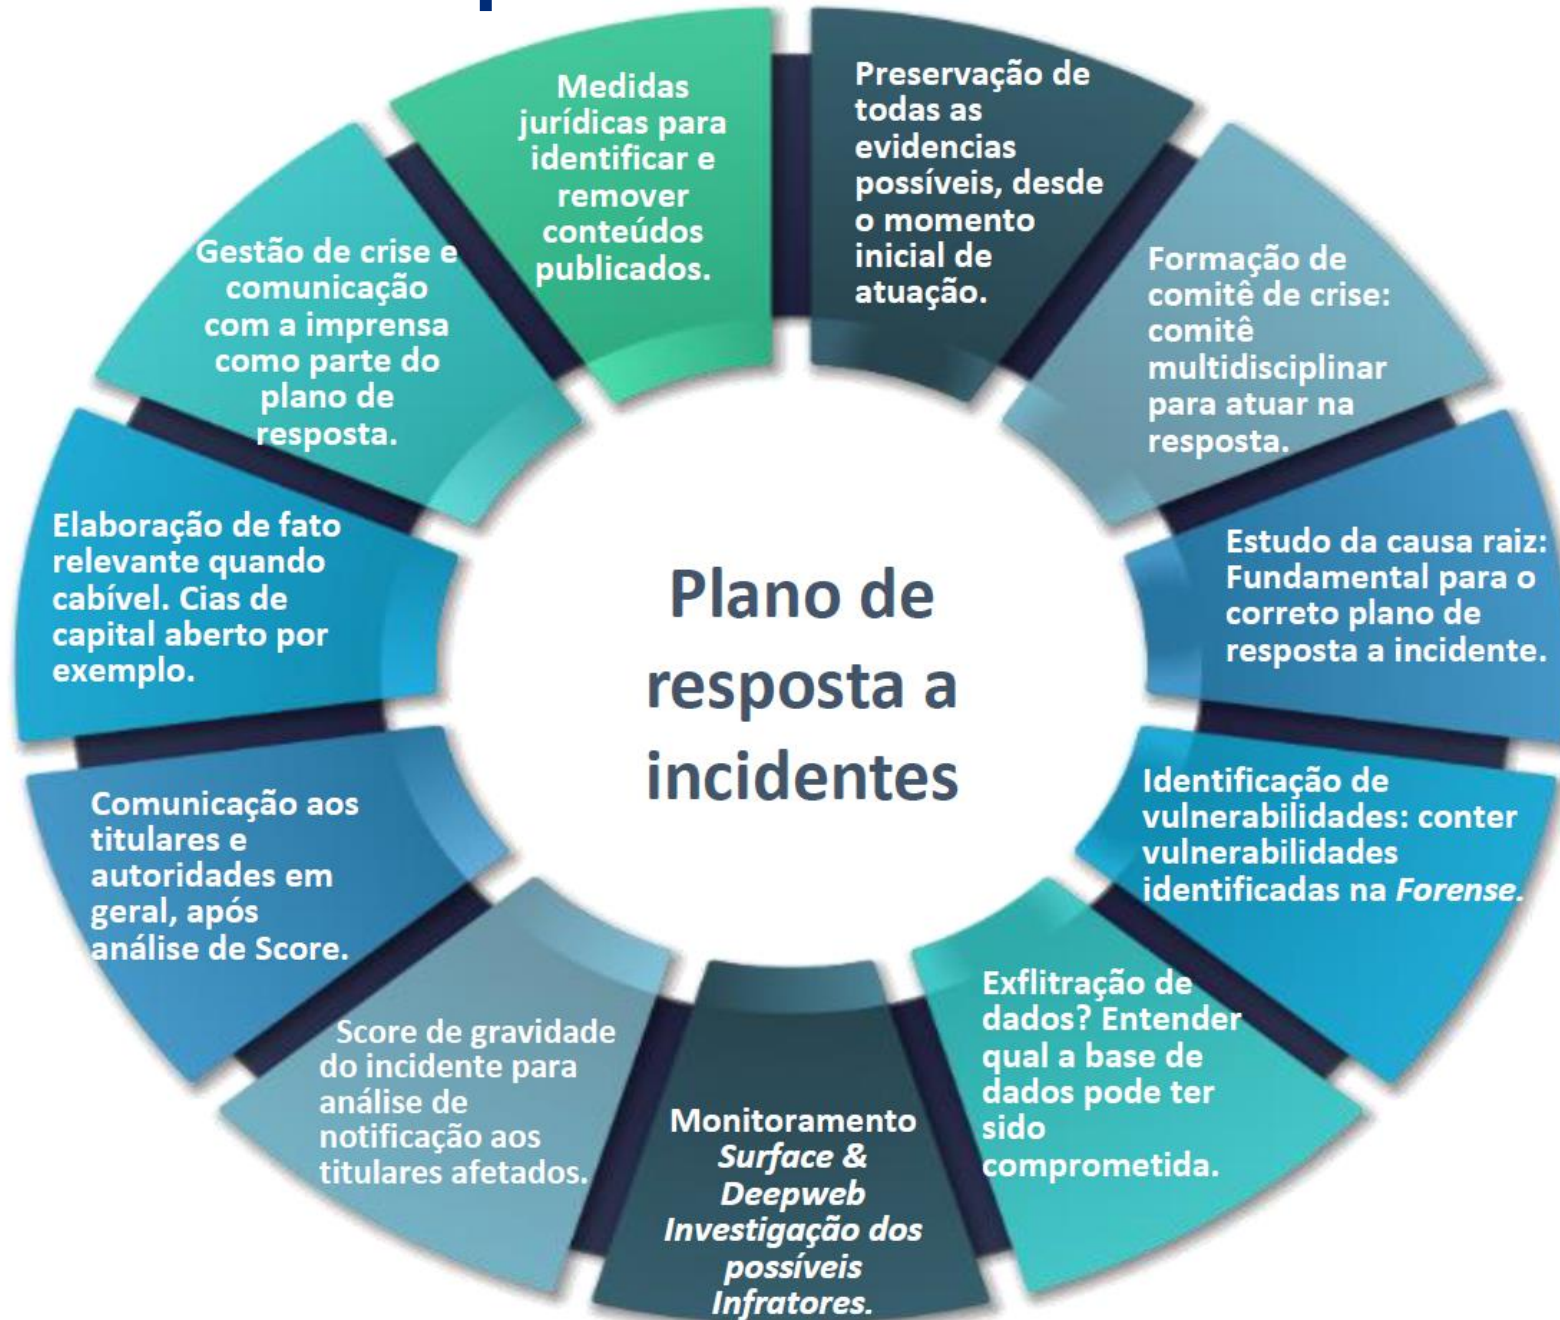 Plano de
resposta a
incidentes
Preservação de
todas as
evidencias
possíveis, desde
o momento
inicial de
atuação.
Formação de
comitê de crise:
comitê
multidisciplinar
para atuar na
resposta.
Estudo da causa raiz:
Fundamental para o
correto plano de
resposta a incidente.
Identificação de
vulnerabilidades: conter
vulnerabilidades
identificadas na Forense.
Exflitração de
dados? Entender
qual a base de
dados pode ter
sido
comprometida.
Monitoramento
Surface &
Deepweb
Investigação dos
possíveis
Infratores.
Score de gravidade
do incidente para
análise de
notificação aos
titulares afetados.
Comunicação aos
titulares e
autoridades em
geral, após
análise de Score.
Elaboração de fato
relevante quando
cabível. Cias de
capital aberto por
exemplo.
Gestão de crise e
comunicação
com a imprensa
como parte do
plano de
resposta.
Medidas
jurídicas para
identificar e
remover
conteúdos
publicados.